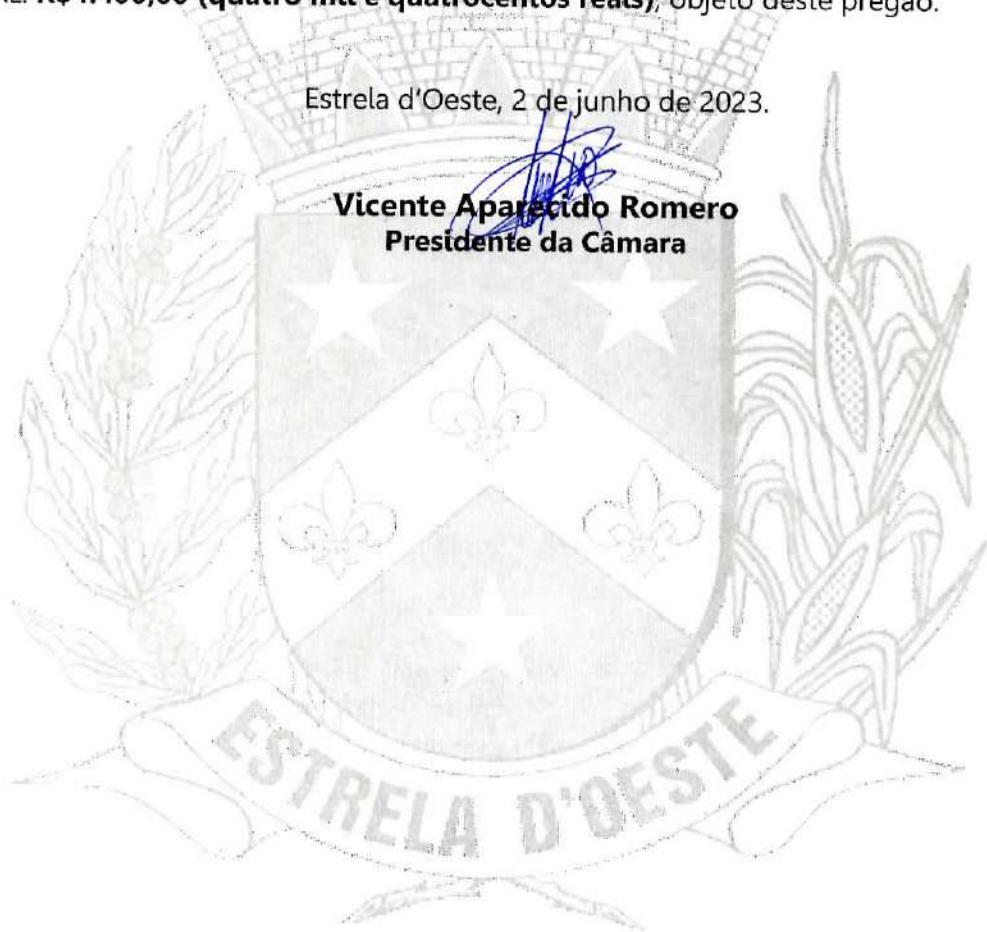 R$4.400,00 (quatro mil e quatrocentos reais), objeto deste pregão.
Estrela d'Oeste, 2 de junho de 2023.
Vicente Aparecido Romero
Presidente da Câmara
ESTRELA D'OESTE